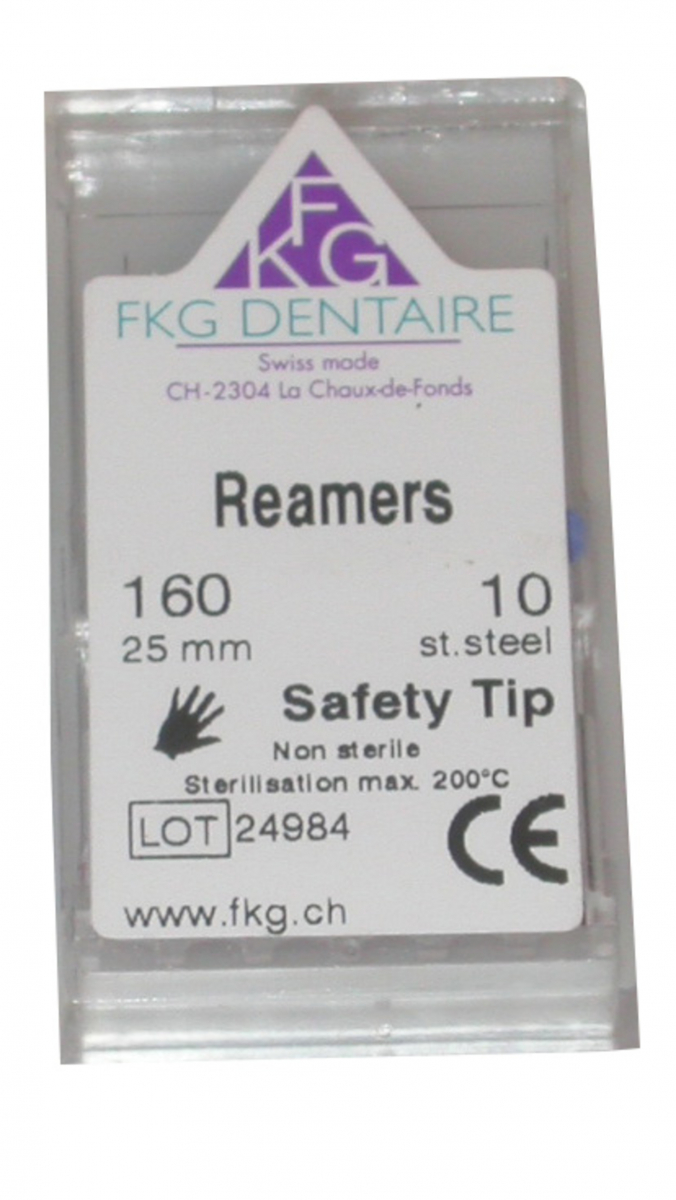 F
KG
FKG DENTAIRE
Swiss made
CH-2304 La Chaux-de-Fonds
Reamers
160 10
25 mm st.steel
Safety Tip
Non sterile
Sterilisation max. 200°C
LOT 24984
CE
www.fkg.ch